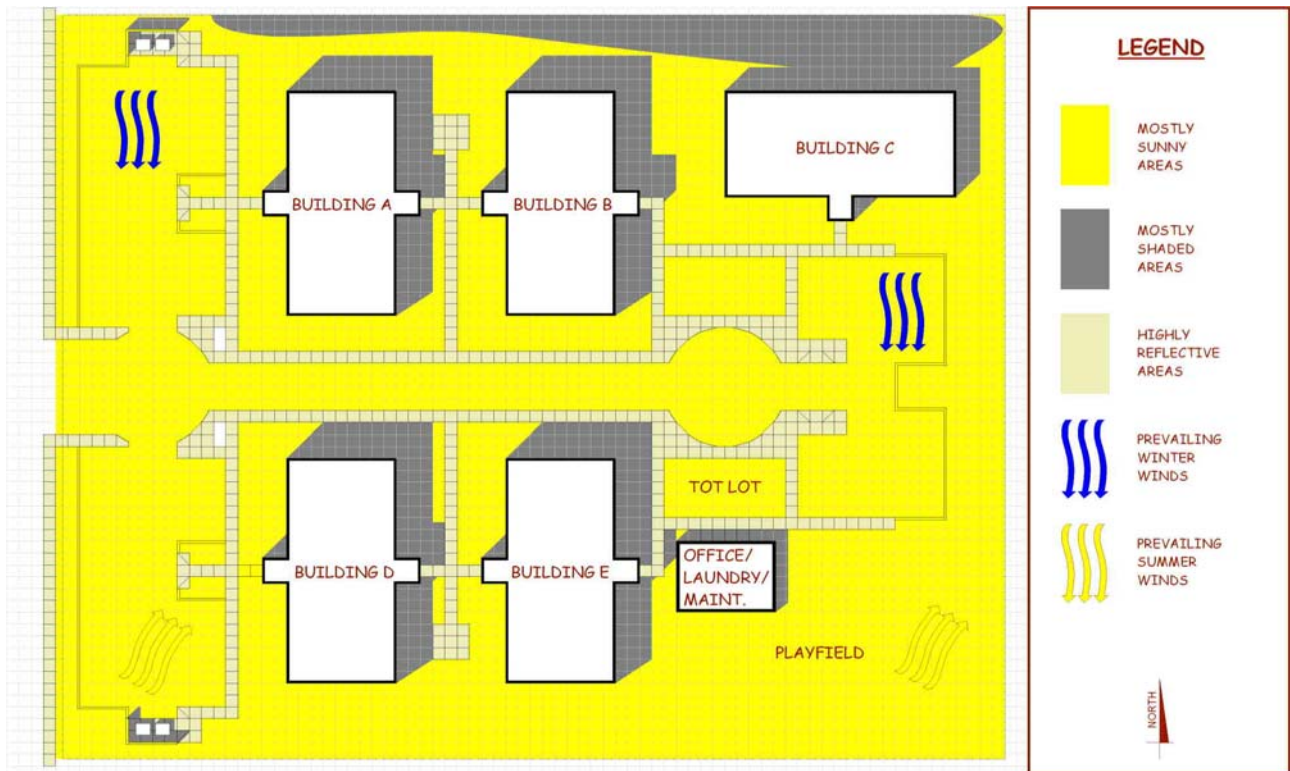 BUILDING A
BUILDING B
BUILDING C
BUILDING D
BUILDING E
TOT LOT
OFFICE/
LAUNDRY/
MAINT.
PLAYFIELD
LEGEND
MOSTLY
SUNNY
AREAS
MOSTLY
SHADED
AREAS
HIGHLY
REFLECTIVE
AREAS
PREVAILING
WINTER
WINDS
PREVAILING
SUMMER
WINDS
NORTH